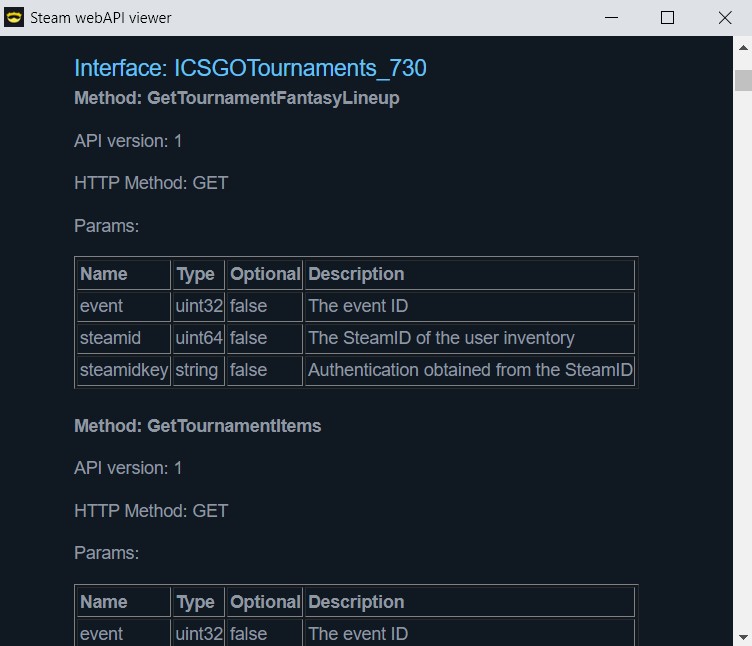 Steam webAPI viewer
Interface: ICSGOTournaments_730
Method: GetTournamentFantasyLineup
API version: 1
HTTP Method: GET
Params:
Name Type Optional Description
event uint32 false The event ID
steamid uint64 false The SteamID of the user inventory
steamidkey string false Authentication obtained from the SteamID
Method: GetTournamentItems
API version: 1
HTTP Method: GET
Params:
Name Type Optional Description
event uint32 false The event ID